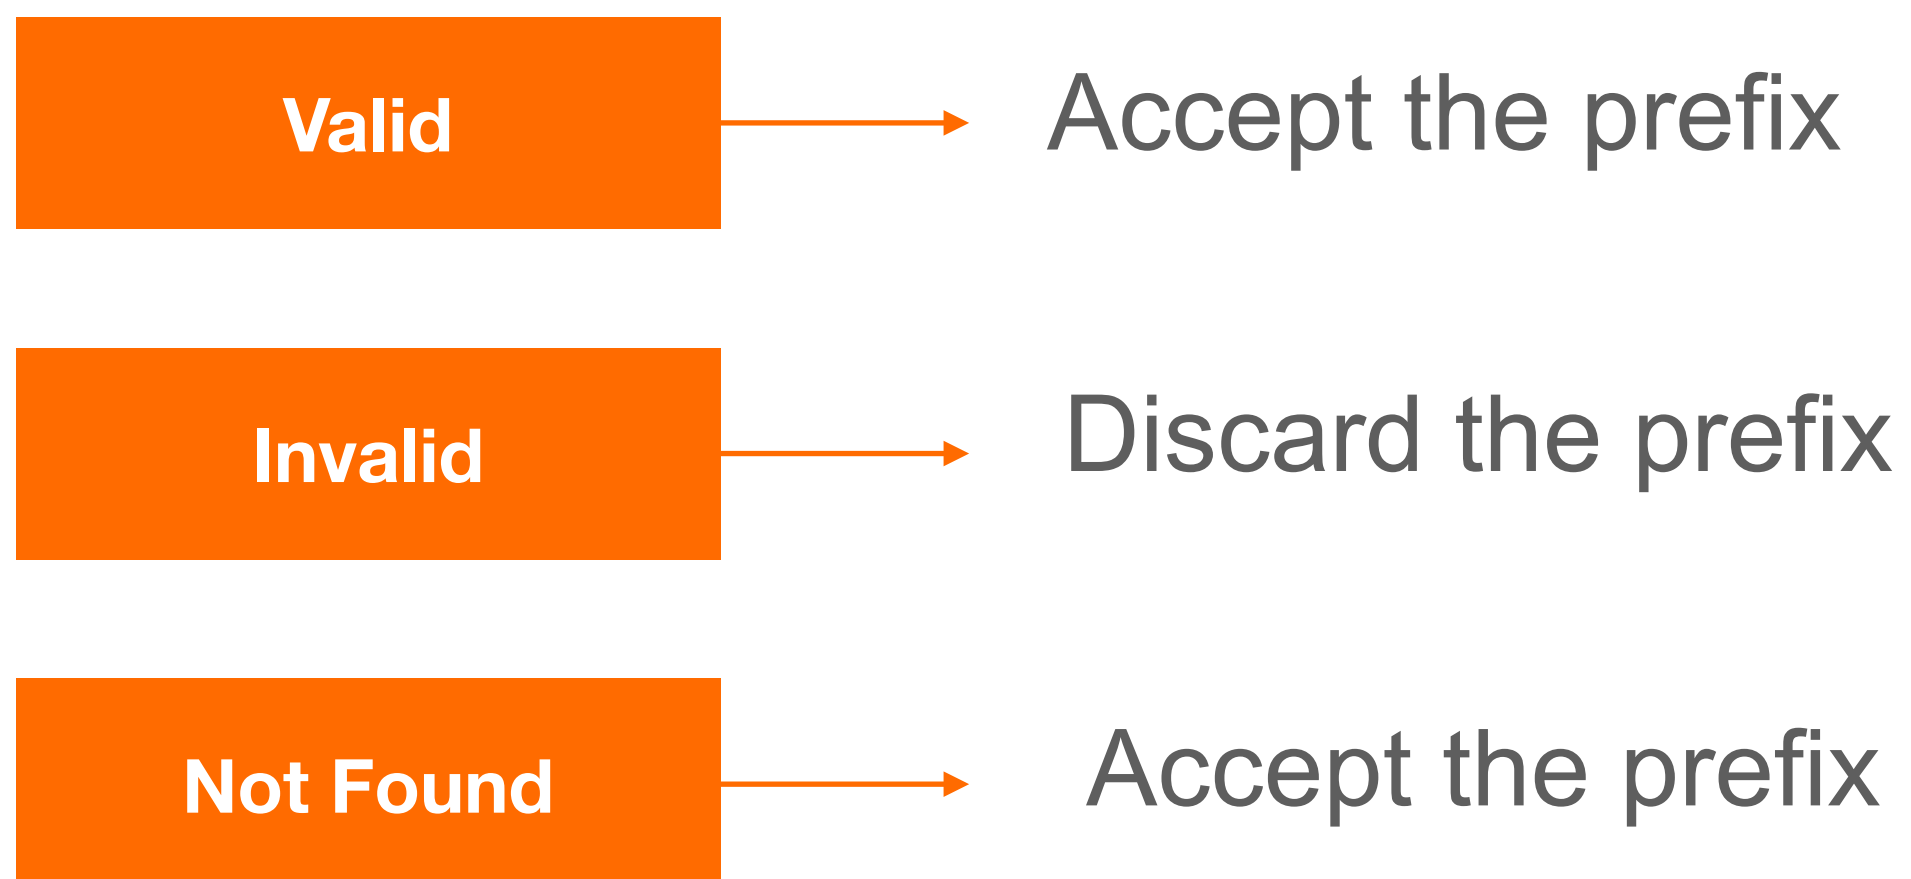 Valid
Accept the prefix
Invalid
Discard the prefix
Not Found
Accept the prefix